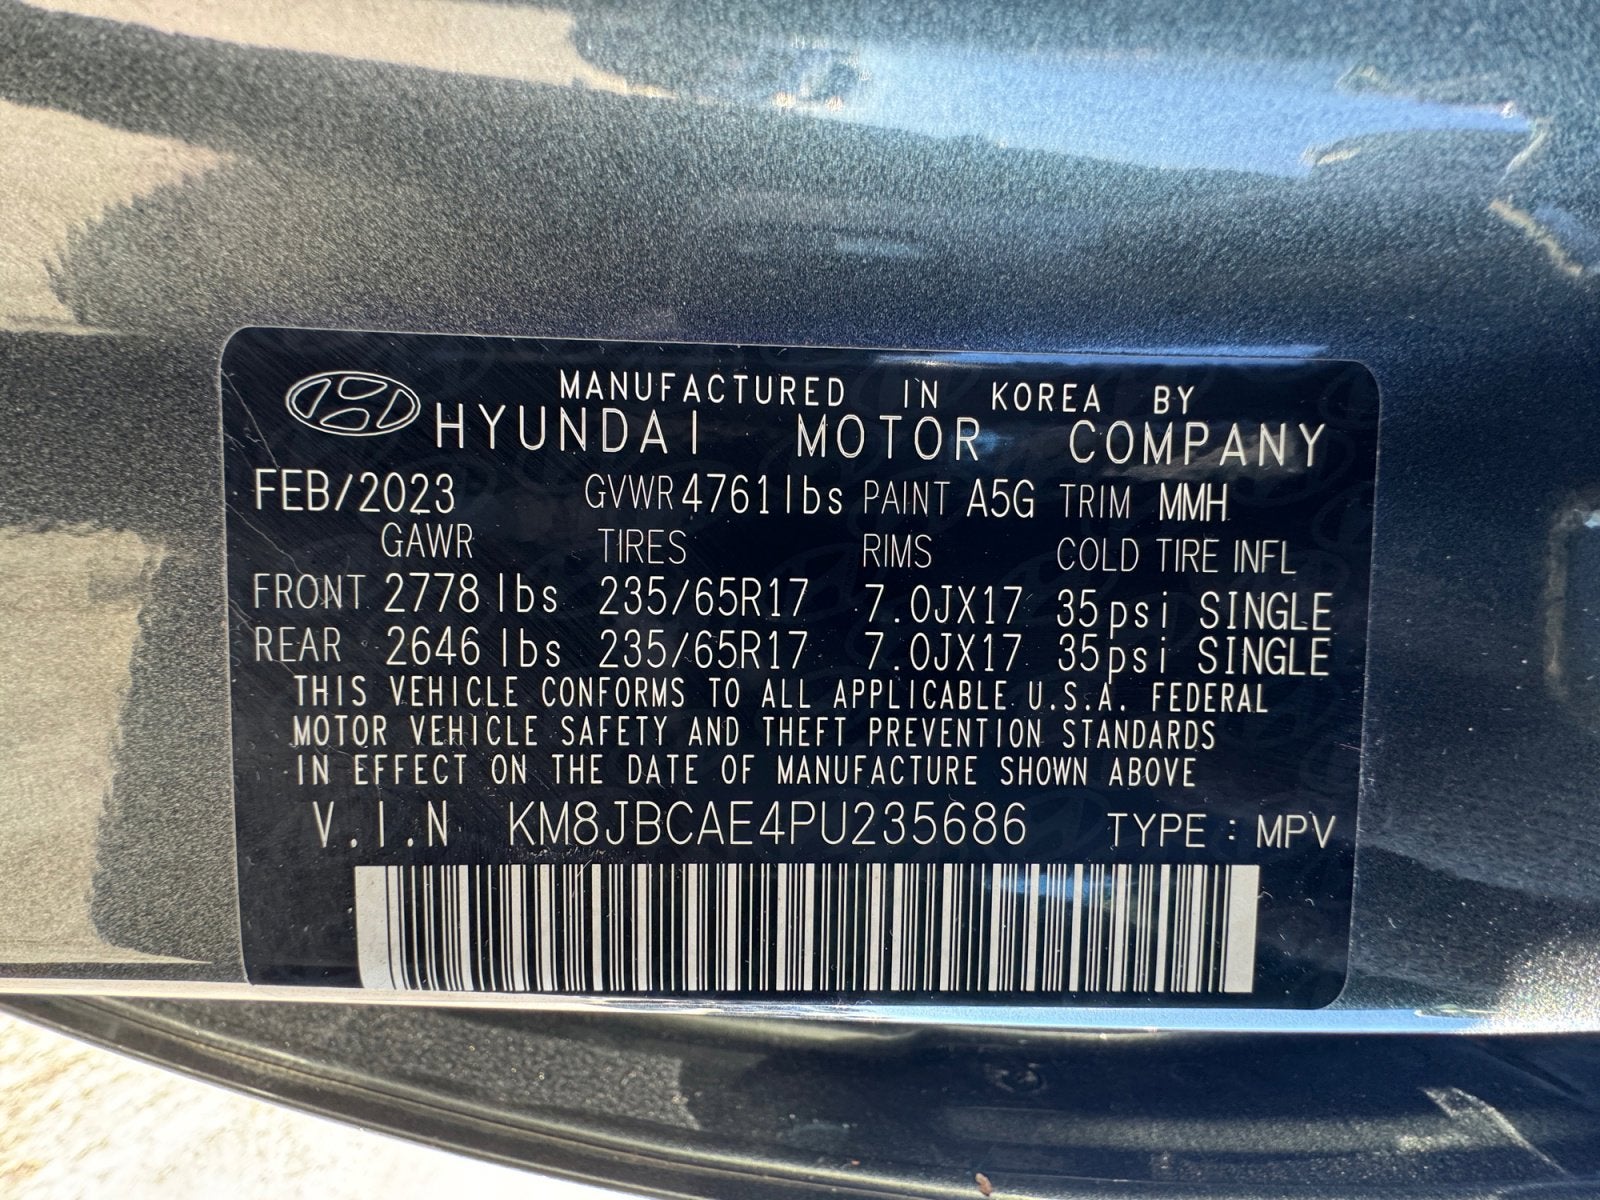 MANUFACTURED IN KOREA BY
HYUNDAI MOTOR COMPANY
FEB/2023 GVWR 4761lbs PAINT A5G TRIM MMH
GAWR TIRES RIMS COLD TIRE INFL
FRONT 2778 lbs 235/65R17 7.0JX17 35psi SINGLE
REAR 2646 lbs 235/65R17 7.0JX17 35psi SINGLE
THIS VEHICLE CONFORMS TO ALL APPLICABLE U.S.A. FEDERAL
MOTOR VEHICLE SAFETY AND THEFT PREVENTION STANDARDS
IN EFFECT ON THE DATE OF MANUFACTURE SHOWN ABOVE
V.I.N KM8JBCAE4PU235686 TYPE : MPV